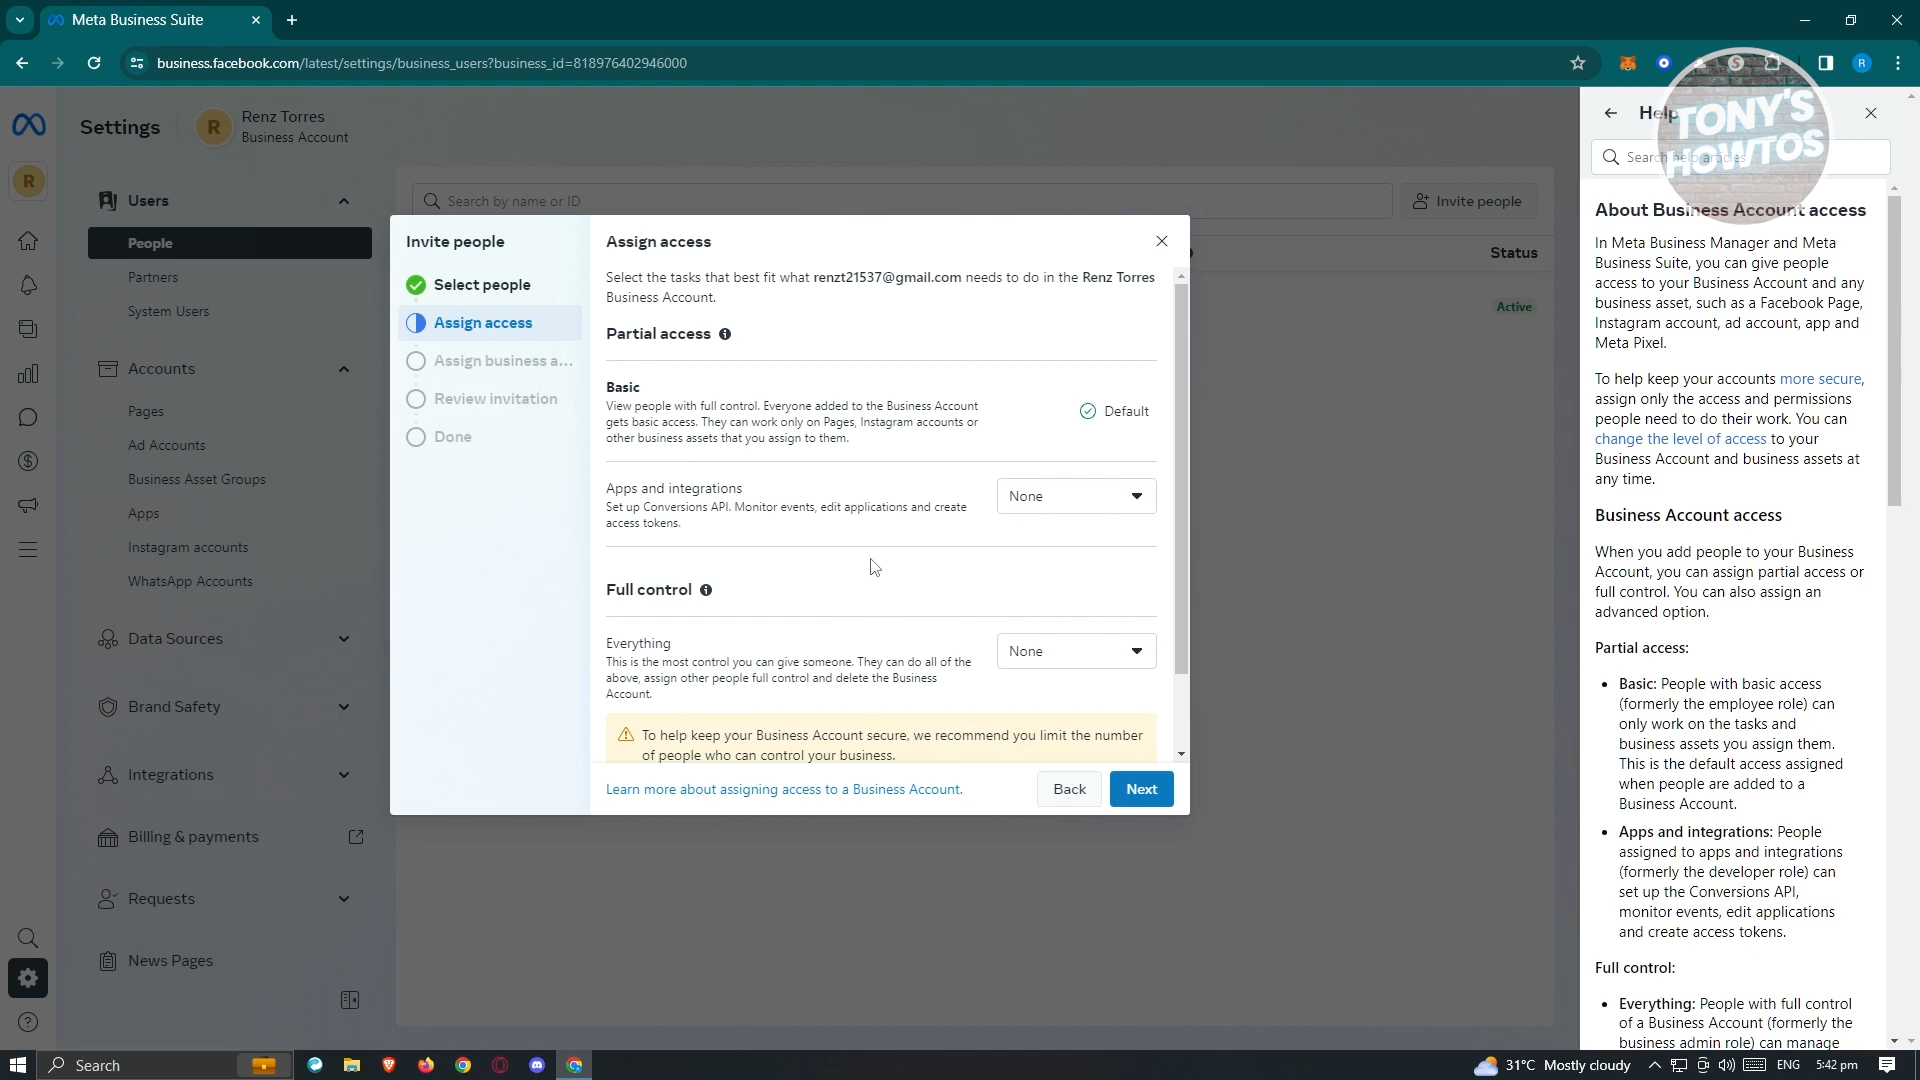 Meta Business Suite
business.facebook.com/latest/settings/business_users?business_id=818976402946000
R
Settings
R
Renz Torres
Business Account
R
Users
People
Partners
System Users
Accounts
Pages
Ad Accounts
Business Asset Groups
Apps
Instagram accounts
WhatsApp Accounts
Data Sources
Brand Safety
Integrations
Billing & payments
Requests
News Pages
Search by name or ID
Invite people
Status
Active
Invite people
Select people
Assign access
Assign business a...
Review invitation
Done
Assign access
Select the tasks that best fit what renzt21537@gmail.com needs to do in the Renz Torres
Business Account.
Partial access
Basic
View people with full control. Everyone added to the Business Account
gets basic access. They can work only on Pages, Instagram accounts or
other business assets that you assign to them.
Default
Apps and integrations
Set up Conversions API. Monitor events, edit applications and create
access tokens.
None
Full control
Everything
This is the most control you can give someone. They can do all of the
above, assign other people full control and delete the Business
Account.
None
To help keep your Business Account secure, we recommend you limit the number
of people who can control your business.
Learn more about assigning access to a Business Account.
Back
Next
Help
TONY'S
HOWTOS
Search help articles
About Business Account access
In Meta Business Manager and Meta
Business Suite, you can give people
access to your Business Account and any
business asset, such as a Facebook Page,
Instagram account, ad account, app and
Meta Pixel.
To help keep your accounts more secure,
assign only the access and permissions
people need to do their work. You can
change the level of access to your
Business Account and business assets at
any time.
Business Account access
When you add people to your Business
Account, you can assign partial access or
full control. You can also assign an
advanced option.
Partial access:
• Basic: People with basic access
(formerly the employee role) can
only work on the tasks and
business assets you assign them.
This is the default access assigned
when people are added to a
Business Account.
• Apps and integrations: People
assigned to apps and integrations
(formerly the developer role) can
set up the Conversions API,
monitor events, edit applications
and create access tokens.
Full control:
• Everything: People with full control
of a Business Account (formerly the
business admin role) can manage
Search
31°C Mostly cloudy
ENG
5:42 pm